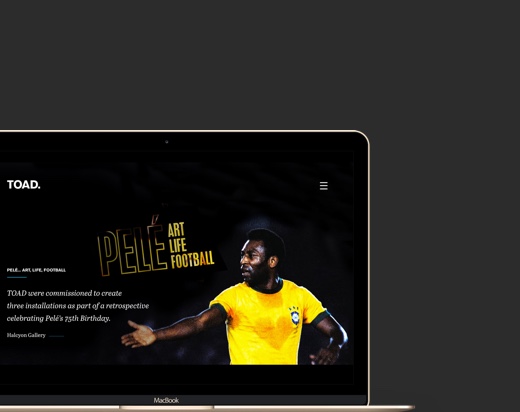 TOAD.
PELÉ
ART
LIFE
FOOTBALL
PELÉ... ART, LIFE, FOOTBALL
TOAD were commissioned to create
three installations as part of a retrospective
celebrating Pelé's 75th Birthday.
Halcyon Gallery
MacBook